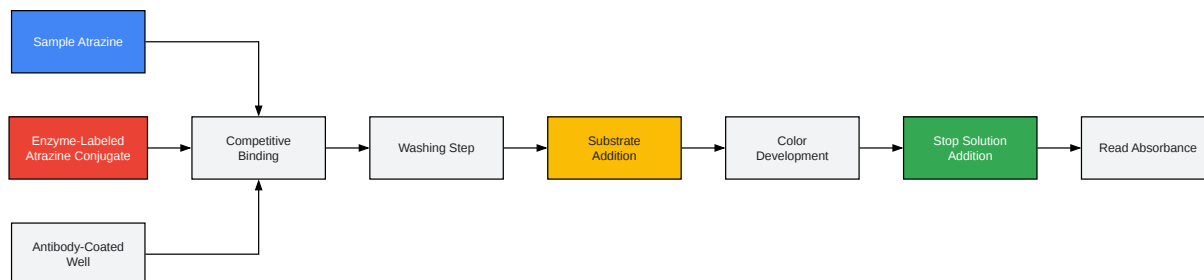 Sample Atrazine
Enzyme-Labeled
Atrazine Conjugate
Antibody-Coated
Well
Competitive
Binding
Washing Step
Substrate
Addition
Color
Development
Stop Solution
Addition
Read Absorbance